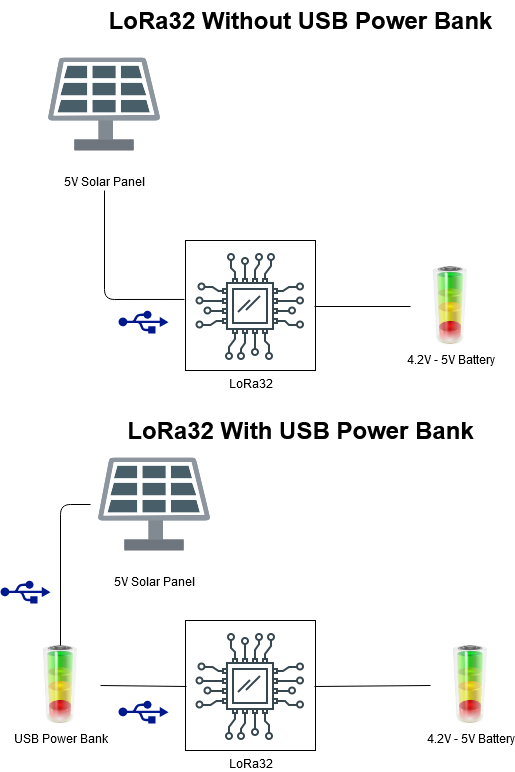 LoRa32 Without USB Power Bank
5V Solar Panel
LoRa32
4.2V - 5V Battery
LoRa32 With USB Power Bank
5V Solar Panel
USB Power Bank
LoRa32
4.2V - 5V Battery